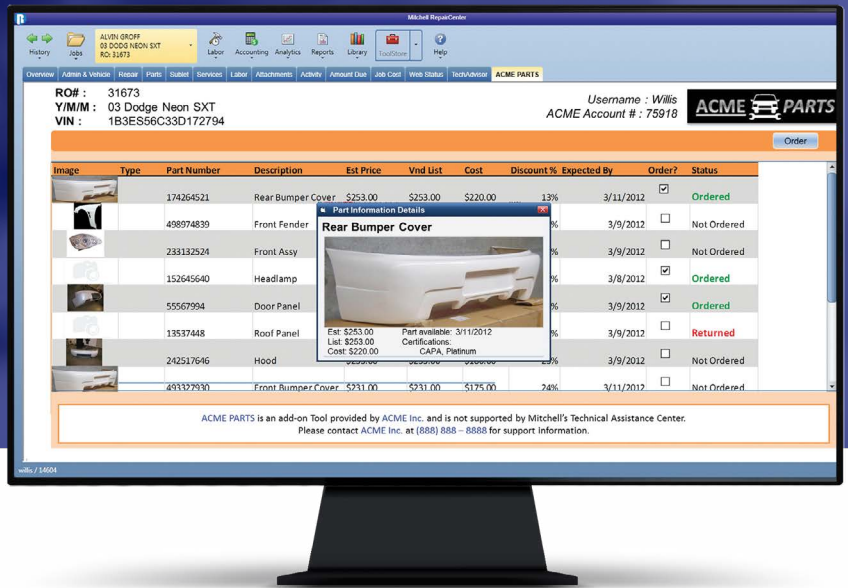 Mitchell RepairCenter
History
Jobs
ALVIN GROFF
03 DODG NEON SXT
RO: 31673
Labor
Accounting
Analytics
Reports
Library
ToolStore
Help
Overview Admin & Vehicle Repair Parts Sublet Services Labor Attachments Activity Amount Due Job Cost Web Status TechAdvisor ACME PARTS
RO# : 31673
Y/M/M : 03 Dodge Neon SXT
VIN : 1B3ES56C33D172794
Username : Willis
ACME Account # : 75918
ACME PARTS
Order
Image Type Part Number Description Est Price Vnd List Cost Discount % Expected By Order? Status
174264521 Rear Bumper Cover $253.00 $253.00 $220.00 13% 3/11/2012 Ordered
498974839 Front Fender % 3/9/2012 Not Ordered
233132524 Front Assy % 3/9/2012 Not Ordered
152645640 Headlamp % 3/8/2012 Ordered
55567994 Door Panel % 3/9/2012 Ordered
13537448 Roof Panel % 3/9/2012 Returned
242517646 Hood 3/9/2012 Not Ordered
493327930 Front Bumper Cover $231.00 $231.00 $175.00 24% 3/11/2012 Not Ordered
Part Information Details
Rear Bumper Cover
Est: $253.00 Part available: 3/11/2012
List: $253.00 Certifications:
Cost: $220.00 CAPA, Platinum
ACME PARTS is an add-on Tool provided by ACME Inc. and is not supported by Mitchell's Technical Assistance Center.
Please contact ACME Inc. at (888) 888 – 8888 for support information.
willis / 14604